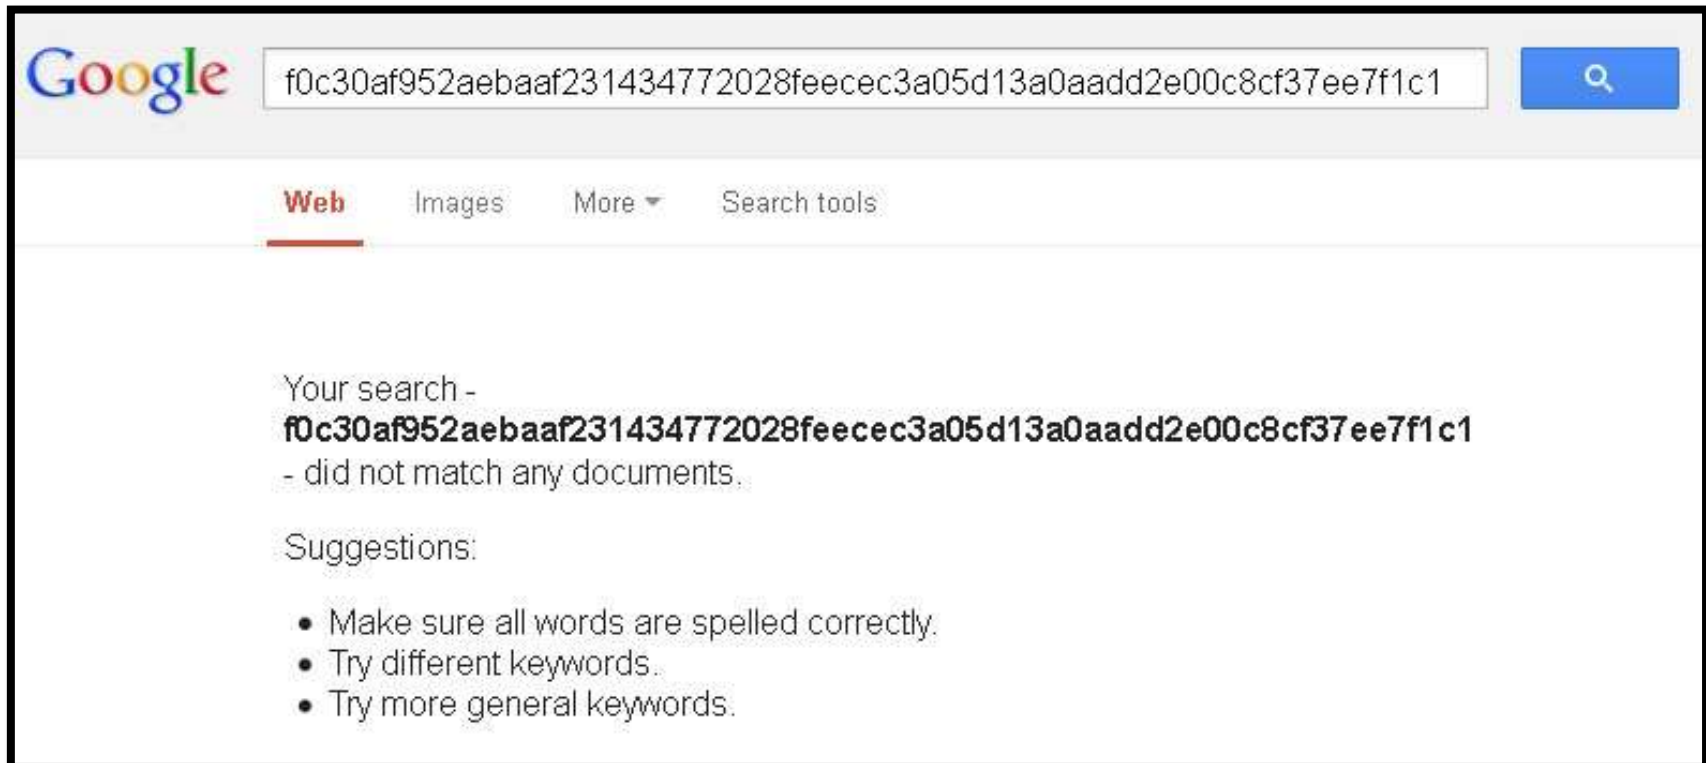 Google f0c30af952aebaaf231434772028feecec3a05d13a0aadd2e00c8cf37ee7f1c1
Web Images More Search tools
Your search -
f0c30af952aebaaf231434772028feecec3a05d13a0aadd2e00c8cf37ee7f1c1
- did not match any documents.
Suggestions:
• Make sure all words are spelled correctly.
• Try different keywords.
• Try more general keywords.